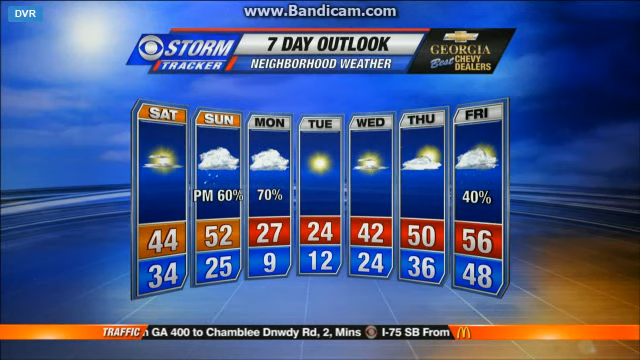 DVR
www.Bandicam.com
STORM
TRACKER
7 DAY OUTLOOK
NEIGHBORHOOD WEATHER
GEORGIA
Best CHEVY
DEALERS
SAT SUN MON TUE WED THU FRI
PM 60% 70% 40%
44 52 27 24 42 50 56
34 25 9 12 24 36 48
TRAFFIC GA 400 to Chamblee Dnwdy Rd, 2, Mins I-75 SB From